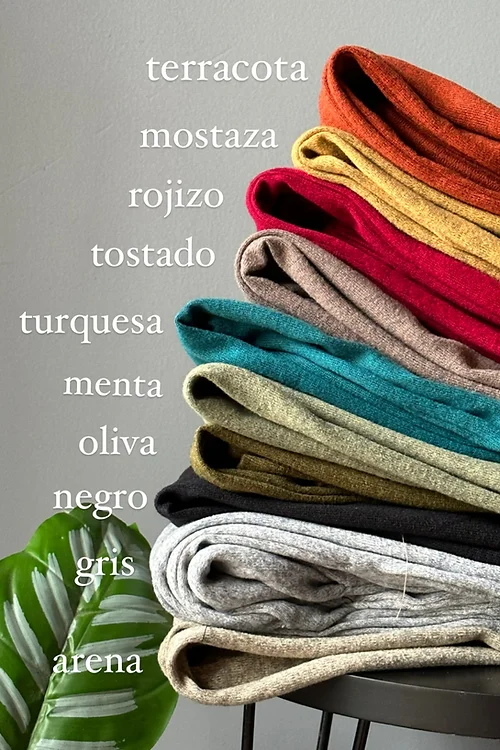 terracota
mostaza
rojizo
tostado
turquesa
menta
oliva
negro
gris
arena